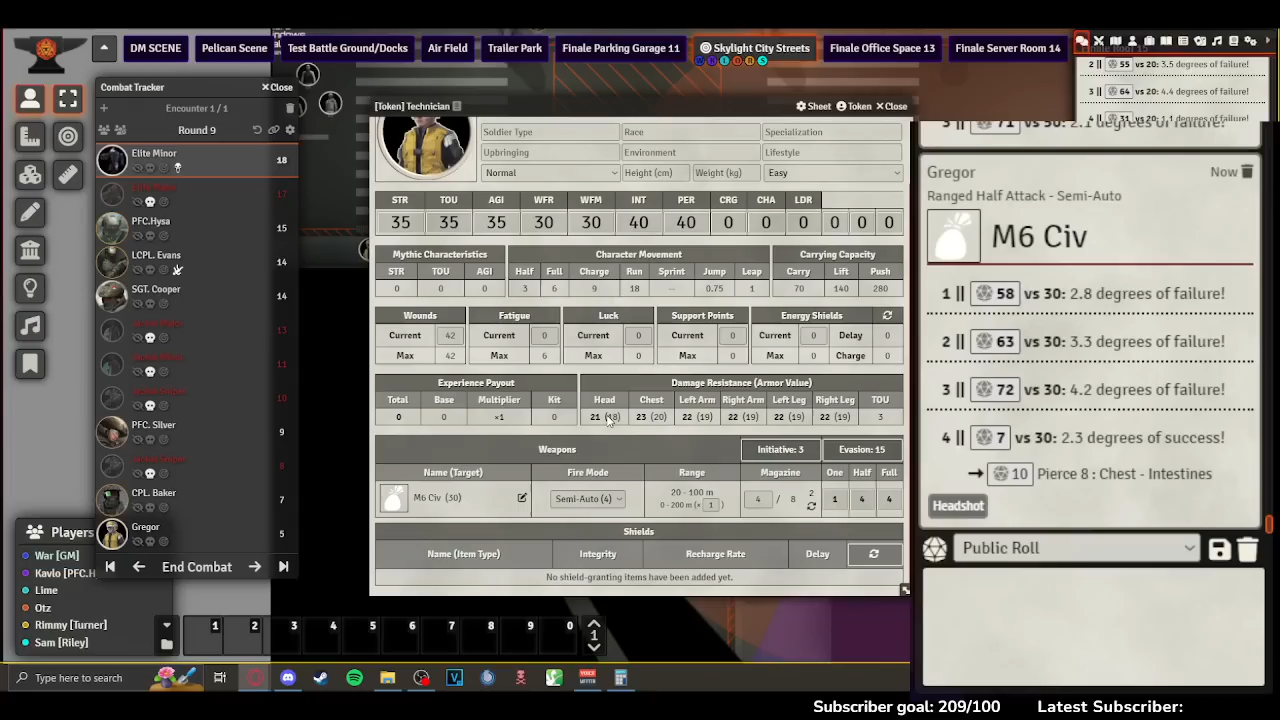 DM SCENE
Pelican Scene
Test Battle Ground/Docks
Air Field
Trailer Park
Finale Parking Garage 11
Skylight City Streets
Finale Office Space 13
Finale Server Room 14
Combat Tracker
Close
Encounter 1 / 1
Round 9
Elite Minor
18
17
PFC.Hysa
15
LCPL. Evans
14
SGT. Cooper
14
13
11
10
PFC. Silver
9
8
CPL. Baker
7
Gregor
5
End Combat
Players
War [GM]
Kavlo [PFC.H
Lime
Otz
Rimmy [Turner]
Sam [Riley]
[Token] Technician
Sheet
Token
Close
Soldier Type
Race
Specialization
Upbringing
Environment
Lifestyle
Normal
Height (cm)
Weight (kg)
Easy
STR TOU AGI WFR WFM INT PER CRG CHA LDR
35 35 35 30 30 40 40 0 0 0 0 0 0
Mythic Characteristics
Character Movement
Carrying Capacity
STR TOU AGI Half Full Charge Run Sprint Jump Leap Carry Lift Push
0 0 0 3 6 9 18 -- 0.75 1 70 140 280
Wounds
Fatigue
Luck
Support Points
Energy Shields
Current 42 Current 0 Current 0 Current 0 Current 0 Delay 0
Max 42 Max 6 Max 0 Max 0 Max 0 Charge 0
Experience Payout
Damage Resistance (Armor Value)
Total Base Multiplier Kit Head Chest Left Arm Right Arm Left Leg Right Leg TOU
0 0 ×1 0 21 (18) 23 (20) 22 (19) 22 (19) 22 (19) 22 (19) 3
Weapons
Initiative: 3
Evasion: 15
Name (Target) Fire Mode Range Magazine One Half Full
M6 Civ (30)
Semi-Auto (4)
20 - 100 m
0 - 200 m (× 1 )
4 / 8 2
1 4 4
Shields
Name (Item Type) Integrity Recharge Rate Delay
No shield-granting items have been added yet.
1 2 3 4 5 6 7 8 9 0
1
2 || 55 vs 20: 3.5 degrees of failure!
3 || 64 vs 20: 4.4 degrees of failure!
Gregor
Now
Ranged Half Attack - Semi-Auto
M6 Civ
1 || 58 vs 30: 2.8 degrees of failure!
2 || 63 vs 30: 3.3 degrees of failure!
3 || 72 vs 30: 4.2 degrees of failure!
4 || 7 vs 30: 2.3 degrees of success!
→ 10 Pierce 8 : Chest - Intestines
Headshot
Public Roll
Type here to search
Subscriber goal: 209/100
Latest Subscriber: